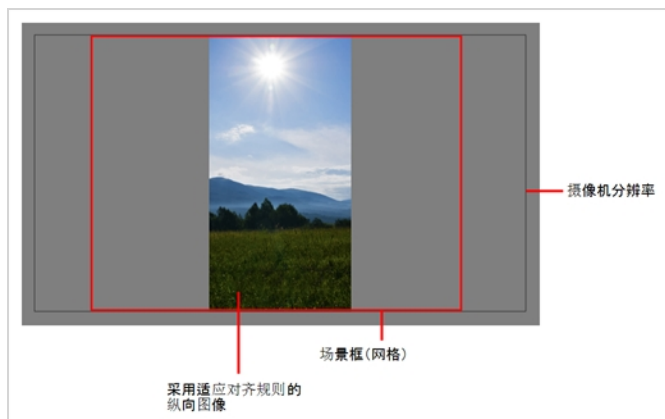 摄像机分辨率
场景框(网格)
采用适应对齐规则的
纵向图像